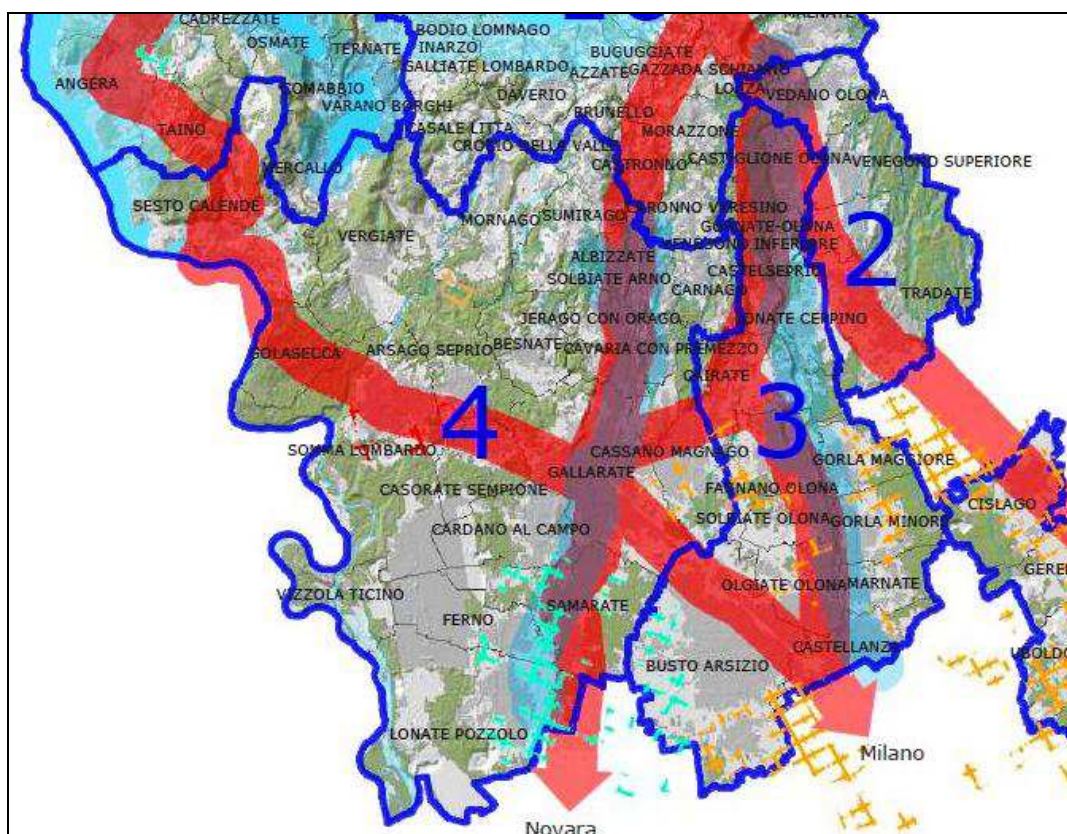 MALNATE
CADREZZATE
BODIO LOMNAGO
OSMATE
TERNATE
INARZO
BUGUGGIATE
GALLIATE LOMBARDO
AZZATE
GAZZADA SCHIANNO
ANGERA
COMABBIO
DAVERIO
LOZZA
VEDANO OLONA
VARANO BORGHI
BRUNELLO
TAINO
CASALE LITTA
MORAZZONE
CROSIO DELLA VALLE
CASTRONNO
CASTIGLIONE OLONA
VENEGONO SUPERIORE
MERCALLO
SESTO CALENDE
MORNAGO
SUMIRAGO
CARONNO VARESINO
GORNATE-OLONA
VERGIATE
VENEGONO INFERIORE
2
ALBIZZATE
SOLBIATE ARNO
CASTELSEPRIO
CARNAGO
TRADATE
JERAGO CON ORAGO
LONATE CEPPINO
GOLASECCA
ARSAGO SEPRIO
BESNATE
CAVARIA CON PREMEZZO
CAIRATE
4
3
SOMMA LOMBARDO
CASSANO MAGNAGO
GORLA MAGGIORE
GALLARATE
CASORATE SEMPIONE
FAGNANO OLONA
CISLAGO
CARDANO AL CAMPO
SOLBIATE OLONA
GORLA MINORE
GEREN
VIZZOLA TICINO
OLGIATE OLONA
MARNATE
FERNO
SAMARATE
CASTELLANZA
UBOLDO
BUSTO ARSIZIO
LONATE POZZOLO
Milano
Novara